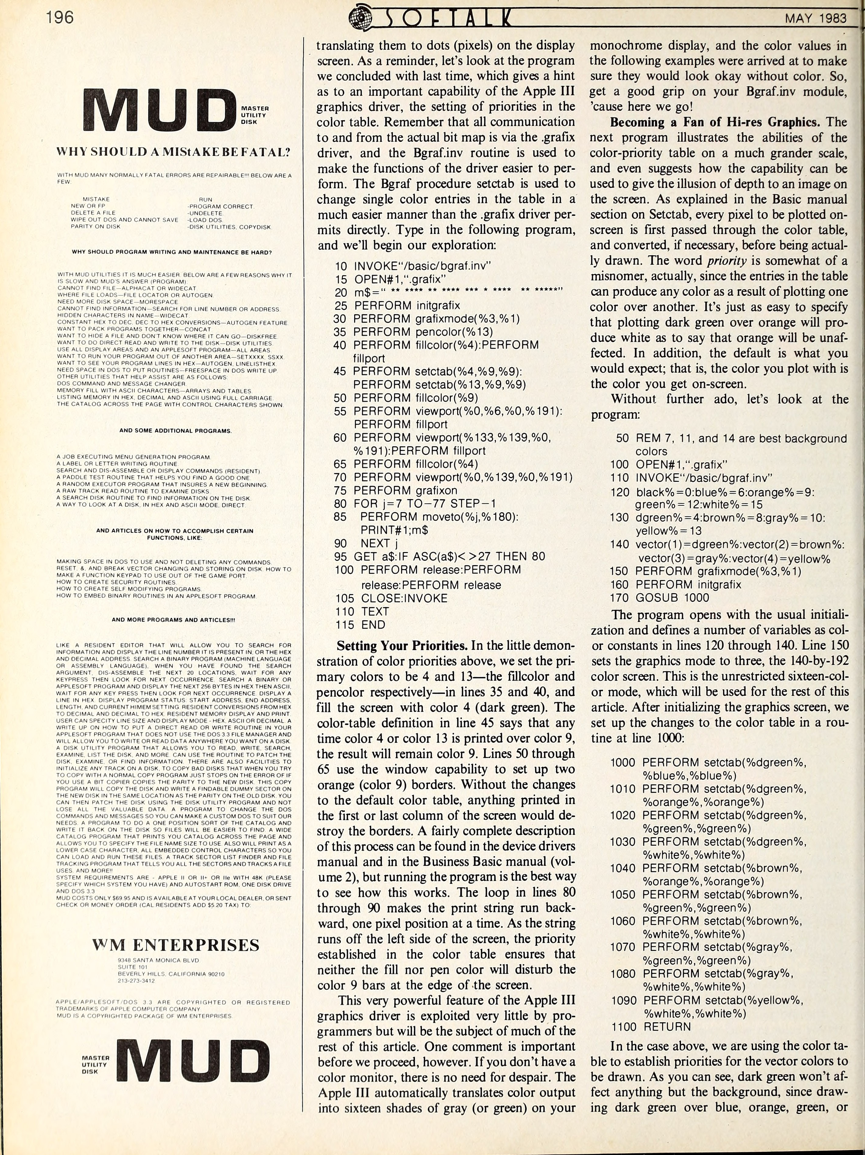 196
SOFTALK
MAY 1983
MUD
MASTER
UTILITY
DISK
WHY SHOULD A MIStAKE BE FATAL?
WITH MUD MANY NORMALLY FATAL ERRORS ARE REPAIRABLE!!! BELOW ARE A
FEW:
MISTAKE RUN
NEW OR FP -PROGRAM CORRECT.
DELETE A FILE -UNDELETE.
WIPE OUT DOS AND CANNOT SAVE -LOAD DOS.
PARITY ON DISK -DISK UTILITIES, COPYDISK
WHY SHOULD PROGRAM WRITING AND MAINTENANCE BE HARD?
WITH MUD UTILITIES IT IS MUCH EASIER. BELOW ARE A FEW REASONS WHY IT
IS SLOW AND MUD'S ANSWER (PROGRAM).
CANNOT FIND FILE—ALPHACAT OR WIDECAT.
WHERE FILE LOADS—FILE LOCATOR OR AUTOGEN.
NEED MORE DISK SPACE—MORESPACE.
CANNOT FIND INFORMATION—SEARCH FOR LINE NUMBER OR ADDRESS.
HIDDEN CHARACTERS IN NAME—WIDECAT.
CONSTANT HEX TO DEC, DEC TO HEX CONVERSIONS—AUTOGEN FEATURE
WANT TO PACK PROGRAMS TOGETHER—CONCAT
WANT TO HIDE A FILE AND DON'T KNOW WHERE IT CAN GO—DISKFREE.
WANT TO DO DIRECT READ AND WRITE TO THE DISK—DISK UTILITIES
USE ALL DISPLAY AREAS AND AN APPLESOFT PROGRAM—ALL AREAS
WANT TO RUN YOUR PROGRAM OUT OF ANOTHER AREA—SETXXXX, SSXX
WANT TO SEE YOUR PROGRAM LINES IN HEX—AUTOGEN, LINELISTHEX
NEED SPACE IN DOS TO PUT ROUTINES—FREESPACE IN DOS WRITE UP
OTHER UTILITIES THAT HELP ASSIST ARE AS FOLLOWS:
DOS COMMAND AND MESSAGE CHANGER
MEMORY FILL WITH ASCII CHARACTERS—ARRAYS AND TABLES
LISTING MEMORY IN HEX, DECIMAL AND ASCII USING FULL CARRIAGE
THE CATALOG ACROSS THE PAGE WITH CONTROL CHARACTERS SHOWN.
AND SOME ADDITIONAL PROGRAMS.
A JOB EXECUTING MENU GENERATION PROGRAM.
A LABEL OR LETTER WRITING ROUTINE
SEARCH AND DIS-ASSEMBLE OR DISPLAY COMMANDS (RESIDENT).
A PADDLE TEST ROUTINE THAT HELPS YOU FIND A GOOD ONE
A RANDOM EXECUTOR PROGRAM THAT INSURES A NEW BEGINNING.
A RAW TRACK READ ROUTINE TO EXAMINE DISKS.
A SEARCH DISK ROUTINE TO FIND INFORMATION ON THE DISK.
A WAY TO LOOK AT A DISK, IN HEX AND ASCII MODE, DIRECT.
AND ARTICLES ON HOW TO ACCOMPLISH CERTAIN
FUNCTIONS, LIKE:
MAKING SPACE IN DOS TO USE AND NOT DELETING ANY COMMANDS.
RESET, &, AND BREAK VECTOR CHANGING AND STORING ON DISK. HOW TO
MAKE A FUNCTION KEYPAD TO USE OUT OF THE GAME PORT.
HOW TO CREATE SECURITY ROUTINES.
HOW TO CREATE SELF MODIFYING PROGRAMS.
HOW TO EMBED BINARY ROUTINES IN AN APPLESOFT PROGRAM.
AND MORE PROGRAMS AND ARTICLES!!!
LIKE A RESIDENT EDITOR THAT WILL ALLOW YOU TO SEARCH FOR
INFORMATION AND DISPLAY THE LINE NUMBER IT IS PRESENT IN, OR THE HEX
AND DECIMAL ADDRESS. SEARCH A BINARY PROGRAM (MACHINE LANGUAGE
OR ASSEMBLY LANGUAGE), WHEN YOU HAVE FOUND THE SEARCH
ARGUMENT, DIS-ASSEMBLE THE NEXT 20 LOCATIONS. WAIT FOR ANY
KEYPRESS THEN LOOK FOR NEXT OCCURRENCE. SEARCH A BINARY OR
APPLESOFT PROGRAM AND DISPLAY THE NEXT 256 BYTES IN HEX THEN ASCII.
WAIT FOR ANY KEY PRESS THEN LOOK FOR NEXT OCCURRENCE. DISPLAY A
LINE IN HEX. DISPLAY PROGRAM STATUS: START ADDRESS, END ADDRESS,
LENGTH, AND CURRENT HIMEM SETTING. RESIDENT CONVERSIONS FROM HEX
TO DECIMAL AND DECIMAL TO HEX. RESIDENT MEMORY DISPLAY AND PRINT.
USER CAN SPECIFY LINE SIZE AND DISPLAY MODE - HEX ASCII OR DECIMAL. A
WRITE UP ON HOW TO PUT A DIRECT READ OR WRITE ROUTINE IN YOUR
APPLESOFT PROGRAM THAT DOES NOT USE THE DOS 3.3 FILE MANAGER AND
WILL ALLOW YOU TO WRITE OR READ DATA ANYWHERE YOU WANT ON A DISK.
A DISK UTILITY PROGRAM THAT ALLOWS YOU TO READ, WRITE, SEARCH,
EXAMINE, LIST THE DISK, AND MORE. CAN USE THE ROUTINE TO PATCH THE
DISK, EXAMINE, OR FIND INFORMATION. THERE ARE ALSO FACILITIES TO
INITIALIZE ANY TRACK ON A DISK. TO COPY BAD DISKS THAT WHEN YOU TRY
TO COPY WITH A NORMAL COPY PROGRAM JUST STOPS ON THE ERROR OF IF
YOU USE A BIT COPIER COPIES THE PARITY TO THE NEW DISK. THIS COPY
PROGRAM WILL COPY THE DISK AND WRITE A FINDABLE DUMMY SECTOR ON
THE NEW DISK IN THE SAME LOCATION AS THE PARITY ON THE OLD DISK. YOU
CAN THEN PATCH THE DISK USING THE DISK UTILITY PROGRAM AND NOT
LOSE ALL THE VALUABLE DATA. A PROGRAM TO CHANGE THE DOS
COMMANDS AND MESSAGES SO YOU CAN MAKE A CUSTOM DOS TO SUIT OUR
NEEDS. A PROGRAM TO DO A ONE POSITION SORT OF THE CATALOG AND
WRITE IT BACK ON THE DISK SO FILES WILL BE EASIER TO FIND. A WIDE
CATALOG PROGRAM THAT PRINTS YOU CATALOG ACROSS THE PAGE AND
ALLOWS YOU TO SPECIFY THE FILE NAME SIZE TO USE. ALSO WILL PRINT AS A
LOWER CASE CHARACTER, ALL EMBEDDED CONTROL CHARACTERS SO YOU
CAN LOAD AND RUN THESE FILES. A TRACK SECTOR LIST FINDER AND FILE
TRACKING PROGRAM THAT TELLS YOU ALL THE SECTORS AND TRACKS A FILE
USES. AND MORE!!!
SYSTEM REQUIREMENTS ARE - APPLE II OR II+ OR IIe WITH 48K (PLEASE
SPECIFY WHICH SYSTEM YOU HAVE) AND AUTOSTART ROM, ONE DISK DRIVE
AND DOS 3.3
MUD COSTS ONLY $69.95 AND IS AVAILABLE AT YOUR LOCAL DEALER, OR SENT
CHECK OR MONEY ORDER (CAL RESIDENTS ADD $5.20 TAX) TO:
WM ENTERPRISES
9348 SANTA MONICA BLVD
SUITE 101
BEVERLY HILLS, CALIFORNIA 90210
213-273-3412
APPLE/APPLESOFT/DOS 3.3 ARE COPYRIGHTED OR REGISTERED
TRADEMARKS OF APPLE COMPUTER COMPANY
MUD IS A COPYRIGHTED PACKAGE OF WM ENTERPRISES.
MASTER
UTILITY
DISK
MUD
translating them to dots (pixels) on the display
screen. As a reminder, let's look at the program
we concluded with last time, which gives a hint
as to an important capability of the Apple III
graphics driver, the setting of priorities in the
color table. Remember that all communication
to and from the actual bit map is via the .grafix
driver, and the Bgraf.inv routine is used to
make the functions of the driver easier to per-
form. The Bgraf procedure setctab is used to
change single color entries in the table in a
much easier manner than the .grafix driver per-
mits directly. Type in the following program,
and we'll begin our exploration:
10 INVOKE"/basic/bgraf.inv"
15 OPEN#1,".grafix"
20 m$=" ** **** ** **** *** * **** ** *****"
25 PERFORM initgrafix
30 PERFORM grafixmode(%3,%1)
35 PERFORM pencolor(%13)
40 PERFORM fillcolor(%4):PERFORM
fillport
45 PERFORM setctab(%4,%9,%9):
PERFORM setctab(%13,%9,%9)
50 PERFORM fillcolor(%9)
55 PERFORM viewport(%0,%6,%0,%191):
PERFORM fillport
60 PERFORM viewport(%133,%139,%0,
%191):PERFORM fillport
65 PERFORM fillcolor(%4)
70 PERFORM viewport(%0,%139,%0,%191)
75 PERFORM grafixon
80 FOR j=7 TO-77 STEP-1
85 PERFORM moveto(%j,%180):
PRINT#1;m$
90 NEXT j
95 GET a$:IF ASC(a$)<>27 THEN 80
100 PERFORM release:PERFORM
release:PERFORM release
105 CLOSE:INVOKE
110 TEXT
115 END
Setting Your Priorities. In the little demon-
stration of color priorities above, we set the pri-
mary colors to be 4 and 13—the fillcolor and
pencolor respectively—in lines 35 and 40, and
fill the screen with color 4 (dark green). The
color-table definition in line 45 says that any
time color 4 or color 13 is printed over color 9,
the result will remain color 9. Lines 50 through
65 use the window capability to set up two
orange (color 9) borders. Without the changes
to the default color table, anything printed in
the first or last column of the screen would de-
stroy the borders. A fairly complete description
of this process can be found in the device drivers
manual and in the Business Basic manual (vol-
ume 2), but running the program is the best way
to see how this works. The loop in lines 80
through 90 makes the print string run back-
ward, one pixel position at a time. As the string
runs off the left side of the screen, the priority
established in the color table ensures that
neither the fill nor pen color will disturb the
color 9 bars at the edge of the screen.
This very powerful feature of the Apple III
graphics driver is exploited very little by pro-
grammers but will be the subject of much of the
rest of this article. One comment is important
before we proceed, however. If you don't have a
color monitor, there is no need for despair. The
Apple III automatically translates color output
into sixteen shades of gray (or green) on your
monochrome display, and the color values in
the following examples were arrived at to make
sure they would look okay without color. So,
get a good grip on your Bgraf.inv module,
'cause here we go!
Becoming a Fan of Hi-res Graphics. The
next program illustrates the abilities of the
color-priority table on a much grander scale,
and even suggests how the capability can be
used to give the illusion of depth to an image on
the screen. As explained in the Basic manual
section on Setctab, every pixel to be plotted on-
screen is first passed through the color table,
and converted, if necessary, before being actual-
ly drawn. The word priority is somewhat of a
misnomer, actually, since the entries in the table
can produce any color as a result of plotting one
color over another. It's just as easy to specify
that plotting dark green over orange will pro-
duce white as to say that orange will be unaf-
fected. In addition, the default is what you
would expect; that is, the color you plot with is
the color you get on-screen.
Without further ado, let's look at the
program:
50 REM 7, 11, and 14 are best background
colors
100 OPEN#1,".grafix"
110 INVOKE"/basic/bgraf.inv"
120 black%=0:blue%=6:orange%=9:
green%=12:white%=15
130 dgreen%=4:brown%=8:gray%=10:
yellow%=13
140 vector(1)=dgreen%:vector(2)=brown%:
vector(3)=gray%:vector(4)=yellow%
150 PERFORM grafixmode(%3,%1)
160 PERFORM initgrafix
170 GOSUB 1000
The program opens with the usual initiali-
zation and defines a number of variables as col-
or constants in lines 120 through 140. Line 150
sets the graphics mode to three, the 140-by-192
color screen. This is the unrestricted sixteen-col-
or mode, which will be used for the rest of this
article. After initializing the graphics screen, we
set up the changes to the color table in a rou-
tine at line 1000:
1000 PERFORM setctab(%dgreen%,
%blue%,%blue%)
1010 PERFORM setctab(%dgreen%,
%orange%,%orange%)
1020 PERFORM setctab(%dgreen%,
%green%,%green%)
1030 PERFORM setctab(%dgreen%,
%white%,%white%)
1040 PERFORM setctab(%brown%,
%orange%,%orange%)
1050 PERFORM setctab(%brown%,
%green%,%green%)
1060 PERFORM setctab(%brown%,
%white%,%white%)
1070 PERFORM setctab(%gray%,
%green%,%green%)
1080 PERFORM setctab(%gray%,
%white%,%white%)
1090 PERFORM setctab(%yellow%,
%white%,%white%)
1100 RETURN
In the case above, we are using the color ta-
ble to establish priorities for the vector colors to
be drawn. As you can see, dark green won't af-
fect anything but the background, since draw-
ing dark green over blue, orange, green, or